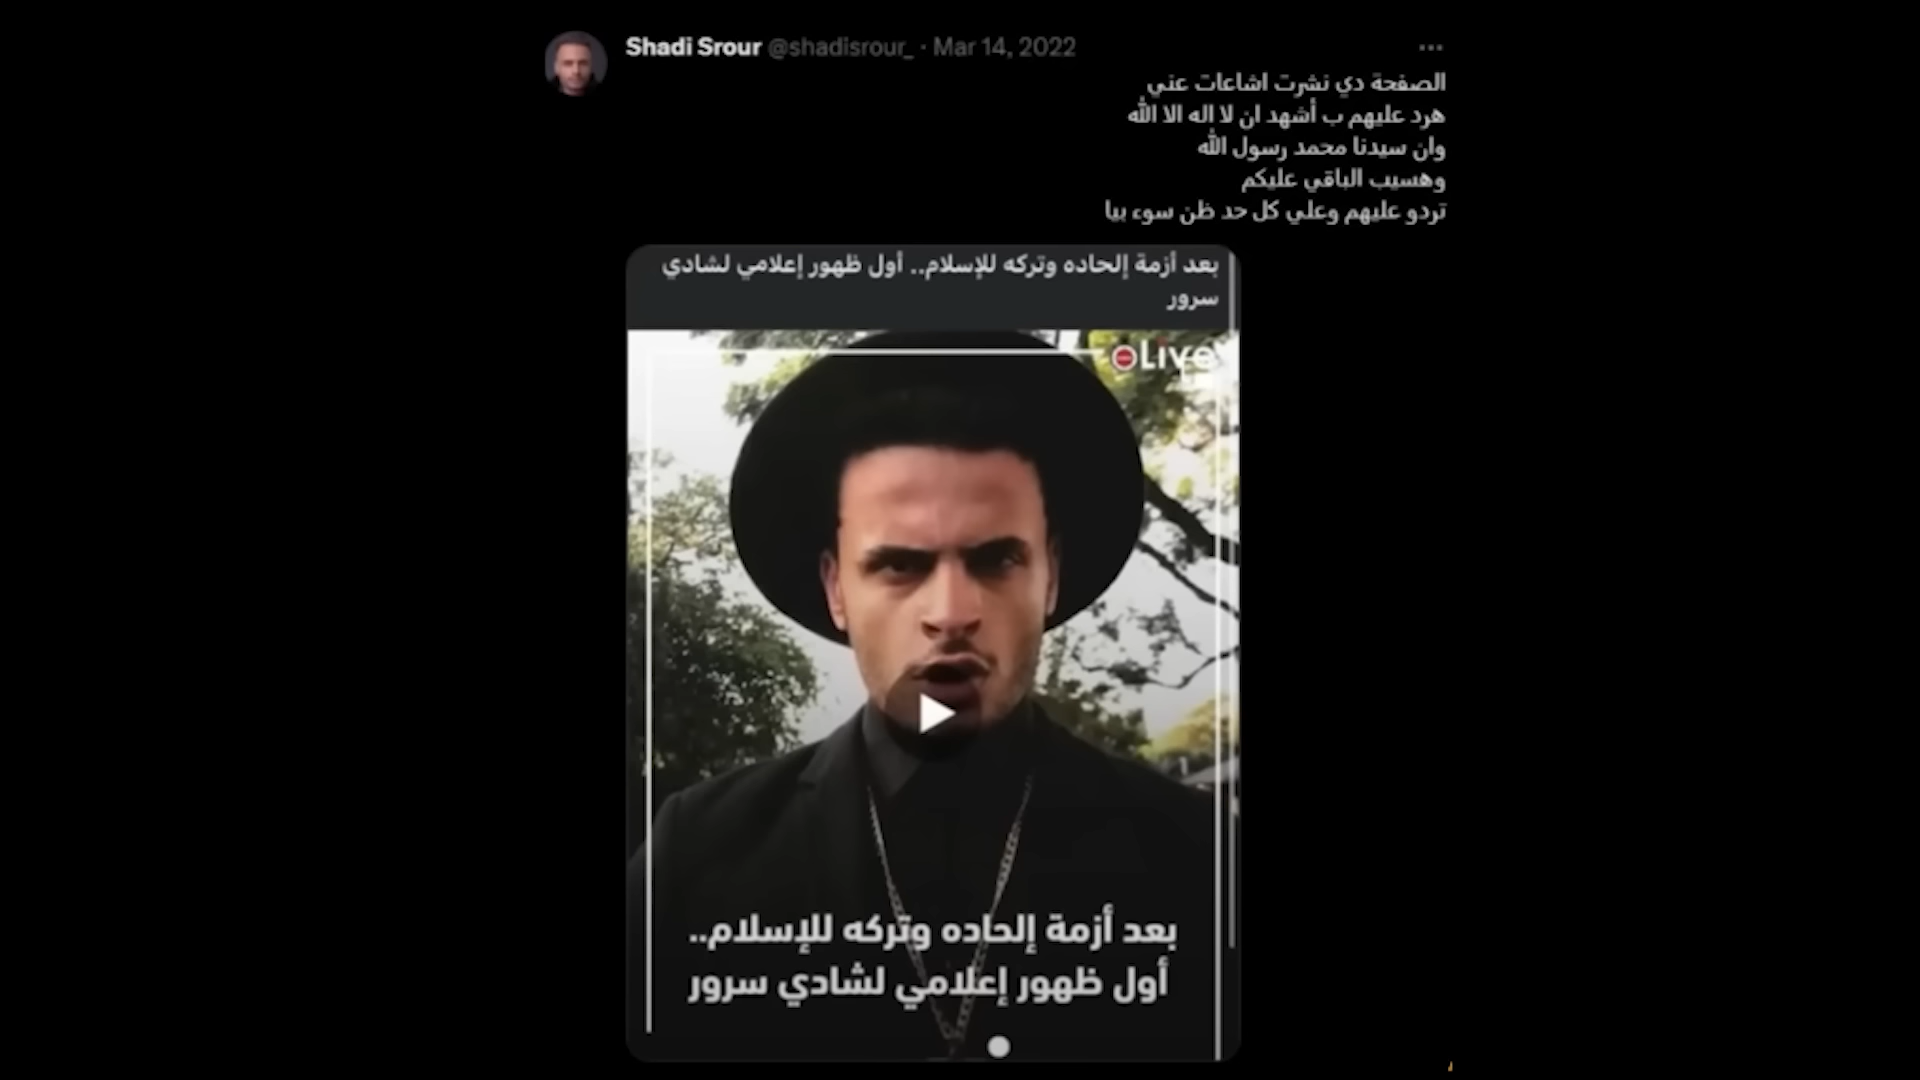 Shadi Srour @shadisrour_ · Mar 14, 2022
الصفحة دي نشرت اشاعات عني
هرد عليهم ب أشهد ان لا اله الا الله
وان سيدنا محمد رسول الله
وهسيب الباقي عليكم
تردو عليهم وعلي كل حد ظن سوء بيا
بعد أزمة إلحاده وتركه للإسلام.. أول ظهور إعلامي لشادي
سرور
Live
بعد أزمة إلحاده وتركه للإسلام..
أول ظهور إعلامي لشادي سرور